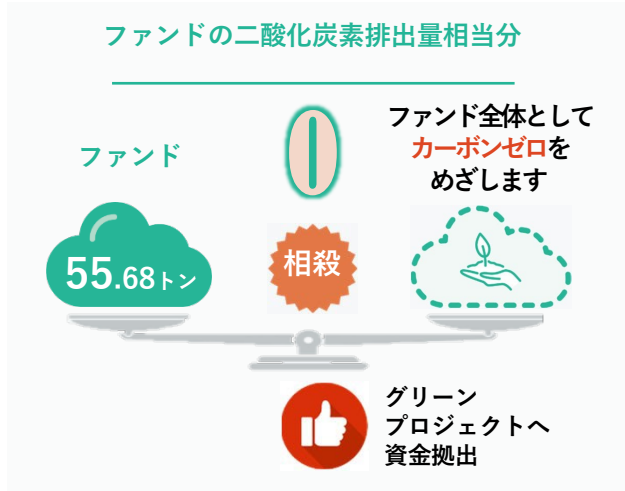 ファンドの二酸化炭素排出量相当分
ファンド
0
ファンド全体として
カーボンゼロを
めざします
55.68トン
相殺
グリーン
プロジェクトへ
資金拠出